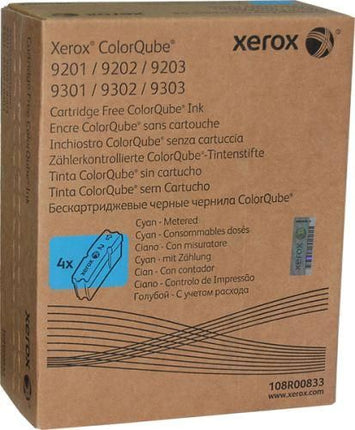 xerox
Xerox® ColorQube®
9201 / 9202 / 9203
9301 / 9302 / 9303
Cartridge Free ColorQube® Ink
Encre ColorQube® sans cartouche
Inchiostro ColorQube® senza cartuccia
Zählerkontrollierte ColorQube®-Tintenstifte
Tinta ColorQube® sin cartucho
Tinta ColorQube® sem Cartucho
Бескартриджевые черные чернила ColorQube®
Cyan - Metered
Cyan - Consommables dosés
Ciano - Con misuratore
Cyan - mit Zählung
Cian - Con contador
Ciano - Controlo de Impressão
Голубой - С учетом расхода
4x
xerox
108R00833